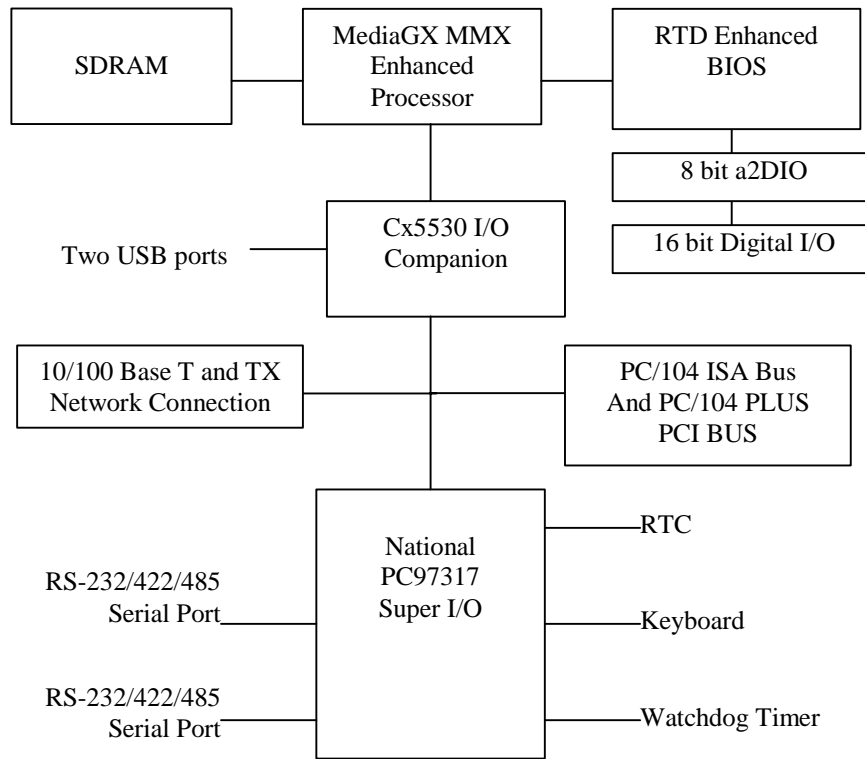 SDRAM
MediaGX MMX
Enhanced
Processor
RTD Enhanced
BIOS
8 bit a2DIO
16 bit Digital I/O
Two USB ports
Cx5530 I/O
Companion
10/100 Base T and TX
Network Connection
PC/104 ISA Bus
And PC/104 PLUS
PCI BUS
National
PC97317
Super I/O
RS-232/422/485
Serial Port
RS-232/422/485
Serial Port
RTC
Keyboard
Watchdog Timer